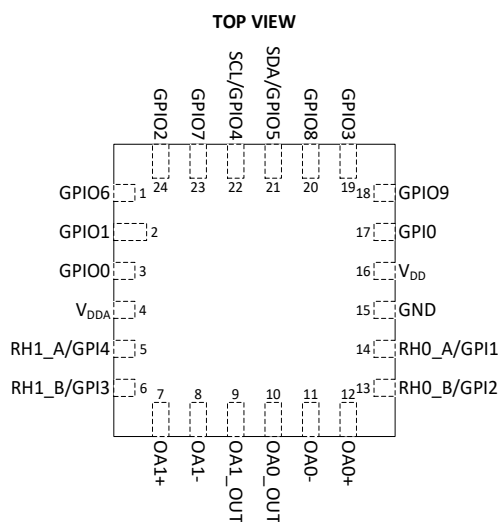 TOP VIEW
GPIO2
GPIO7
SCL/GPIO4
SDA/GPIO5
GPIO8
GPIO3
24
23
22
21
20
19
GPIO6 1
18 GPIO9
GPIO1 2
17 GPI0
GPIO0 3
16 VDD
VDDA 4
15 GND
RH1_A/GPI4 5
14 RH0_A/GPI1
RH1_B/GPI3 6
13 RH0_B/GPI2
7
8
9
10
11
12
OA1+
OA1-
OA1_OUT
OA0_OUT
OA0-
OA0+